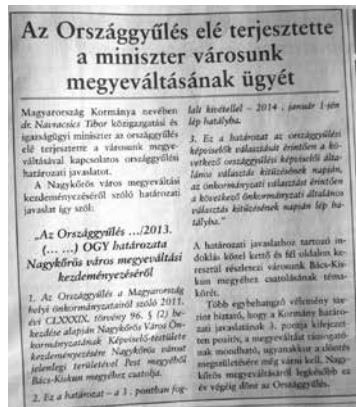 Az Országgyűlés elé terjesztette
a miniszter városunk
megyeváltásának ügyét
Magyarország Kormánya nevében
dr. Navracsics Tibor közigazgatási és
igazságügyi miniszter az országgyűlés
elé terjesztette a városunk megye-
váltásával kapcsolatos országgyűlési
határozati javaslatot.
A Nagykőrös város megyeváltási
kezdeményezéséről szóló határozati
javaslat így szól:
„Az Országgyűlés …/2013.
(… …) OGY határozata
Nagykőrös város megyeváltási
kezdeményezéséről
1. Az Országgyűlés a Magyarország
helyi önkormányzatairól szóló 2011.
évi CLXXXIX. törvény 96. § (2) be-
kezdése alapján Nagykőrös Város Ön-
kormányzatának Képviselő-testülete
kezdeményezésére Nagykőrös várost
jelenlegi területével Pest megyéből
Bács-Kiskun megyéhez csatolja.
2. Ez a határozat – a 3. pontban fog-
lalt kivétellel – 2014. január 1-jén
lép hatályba.
3. Ez a határozat az országgyűlési
képviselők választását érintően a kö-
vetkező országgyűlési képviselői álta-
lános választás kitűzésének napján,
az önkormányzati választást érintően
a következő önkormányzati általános
választás kitűzésének napján lép ha-
tályba."
A határozati javaslathoz tartozó in-
doklás közel kettő és fél oldalon ke-
resztül részletezi városunk Bács-Kis-
kun megyéhez csatolásának téma-
körét.
Több egybehangzó vélemény sze-
rint biztató, hogy a Kormány határo-
zati javaslatának 3. pontja kifejezet-
ten pozitív, a megyeváltást támogató-
nak mondható, ugyanakkor a döntés
megszületésére még várni kell. Nagy-
kőrös megyeváltásáról legkésőbb ez
év végéig dönt az Országgyűlés.